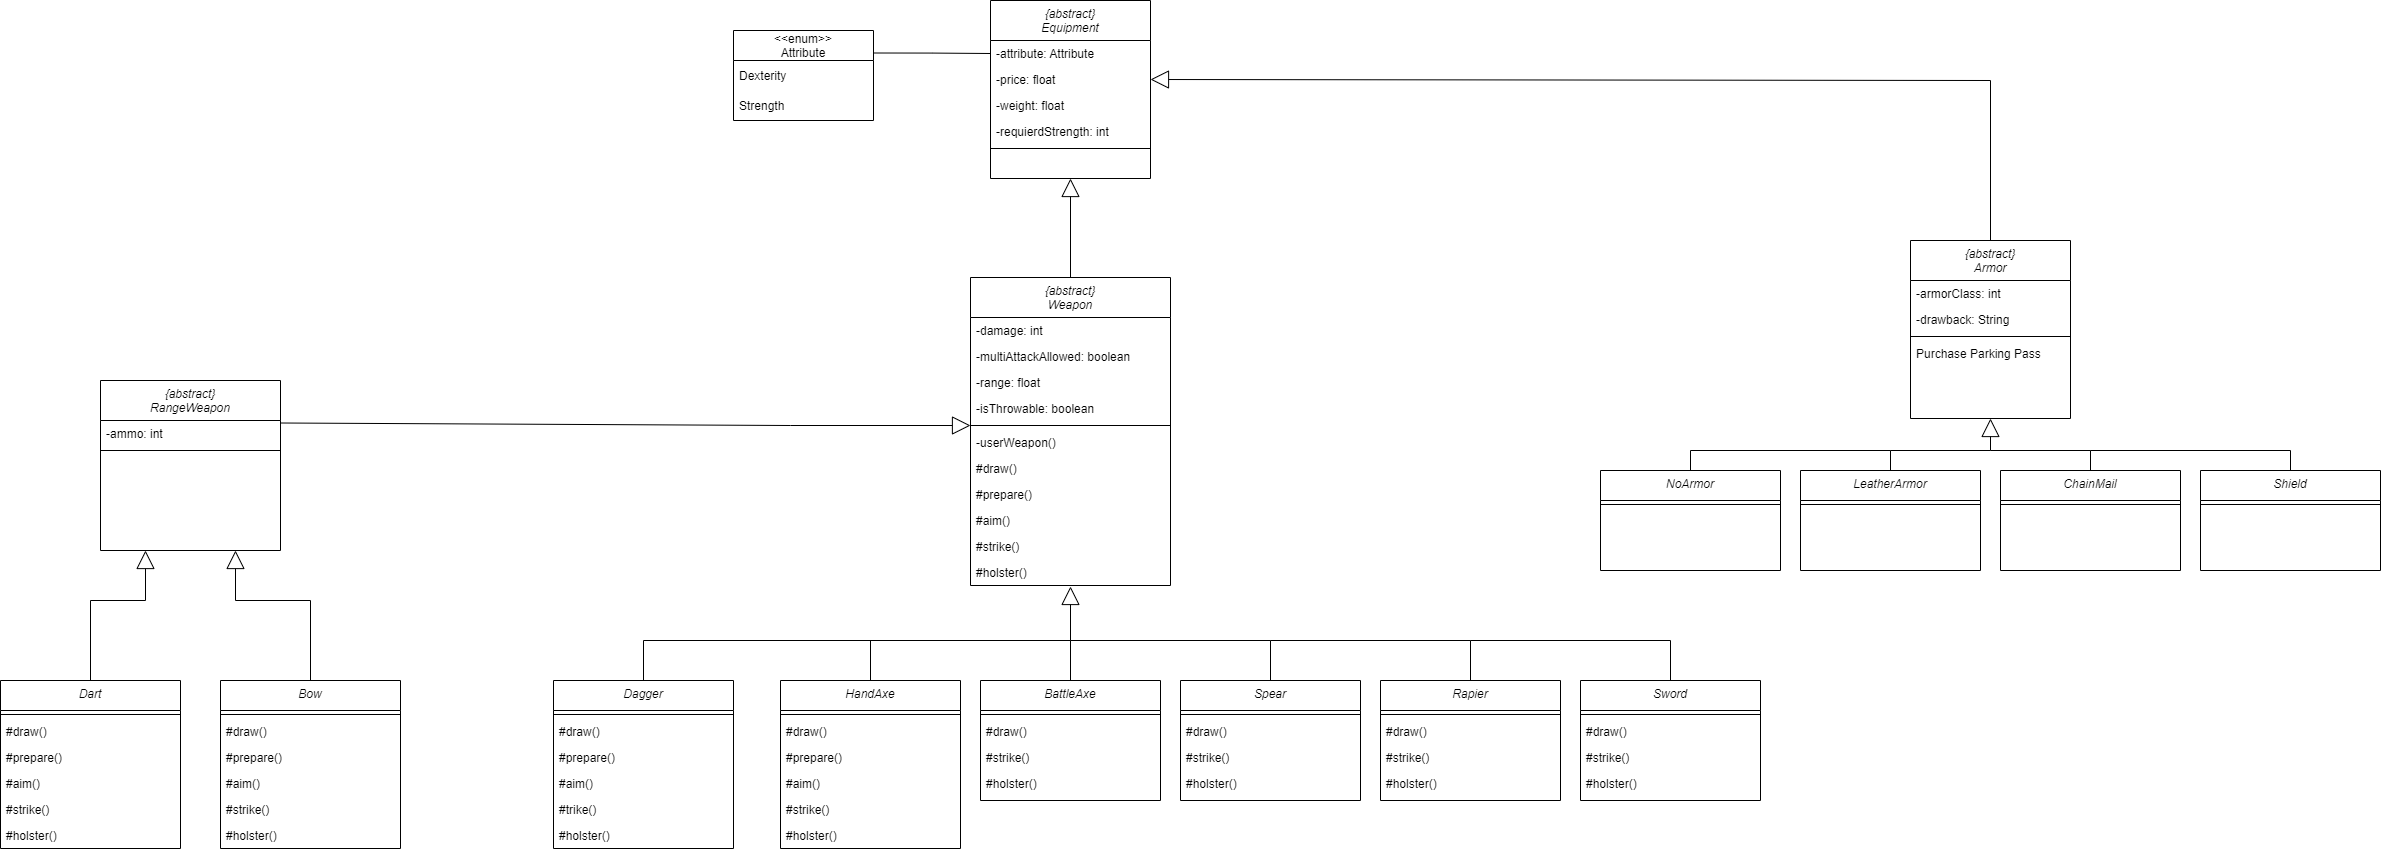 {abstract}
Equipment
-attribute: Attribute
-price: float
-weight: float
-requierdStrength: int
<<enum>>
Attribute
Dexterity
Strength
{abstract}
Weapon
-damage: int
-multiAttackAllowed: boolean
-range: float
-isThrowable: boolean
-userWeapon()
#draw()
#prepare()
#aim()
#strike()
#holster()
{abstract}
Armor
-armorClass: int
-drawback: String
Purchase Parking Pass
{abstract}
RangeWeapon
-ammo: int
NoArmor
LeatherArmor
ChainMail
Shield
Dart
#draw()
#prepare()
#aim()
#strike()
#holster()
Bow
#draw()
#prepare()
#aim()
#strike()
#holster()
Dagger
#draw()
#prepare()
#aim()
#trike()
#holster()
HandAxe
#draw()
#prepare()
#aim()
#strike()
#holster()
BattleAxe
#draw()
#strike()
#holster()
Spear
#draw()
#strike()
#holster()
Rapier
#draw()
#strike()
#holster()
Sword
#draw()
#strike()
#holster()